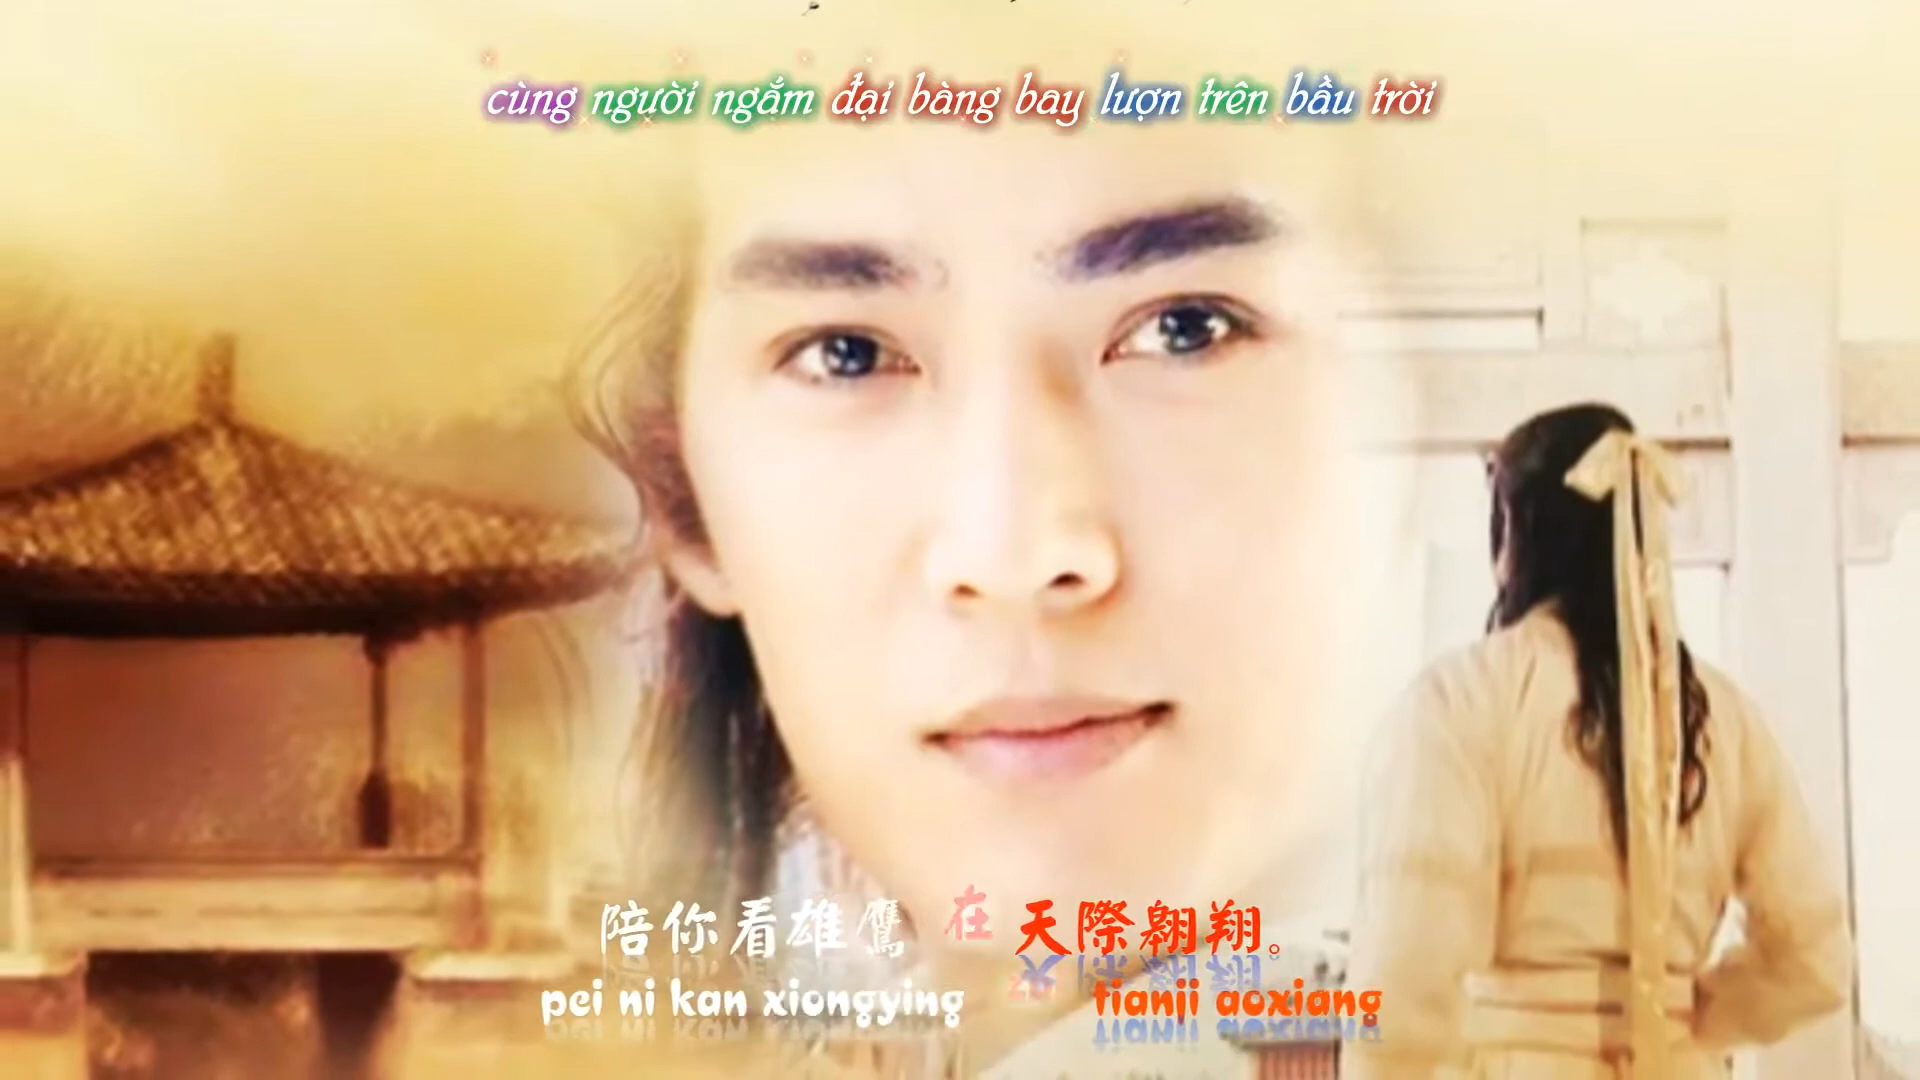 cùng người ngắm đại bàng bay lượn trên bầu trời
陪你看雄鷹在天際翱翔。
pei ni kan xiongying zai tianji aoxiang